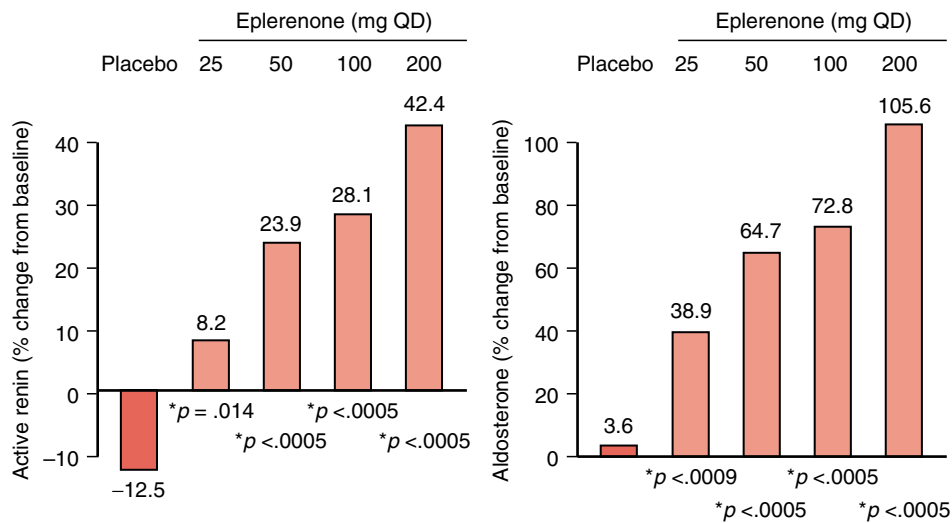 Eplerenone (mg QD)
Placebo 25 50 100 200
Active renin (% change from baseline)
40
30
20
10
0
–10
–12.5
8.2
23.9
28.1
42.4
*p = .014
*p <.0005
*p <.0005
*p <.0005
Eplerenone (mg QD)
Placebo 25 50 100 200
Aldosterone (% change from baseline)
100
80
60
40
20
0
3.6
38.9
64.7
72.8
105.6
*p <.0009
*p <.0005
*p <.0005
*p <.0005